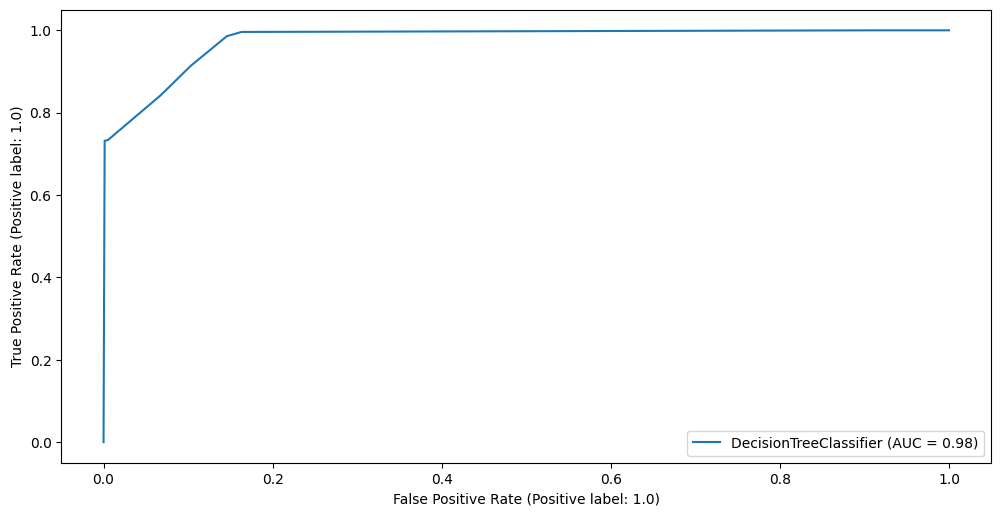 1.0
0.8
0.6
0.4
0.2
0.0
True Positive Rate (Positive label: 1.0)
DecisionTreeClassifier (AUC = 0.98)
0.0 0.2 0.4 0.6 0.8 1.0
False Positive Rate (Positive label: 1.0)